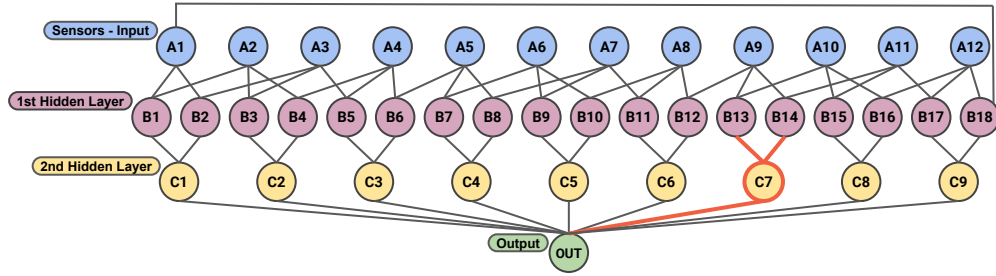 Sensors - Input
A1 A2 A3 A4 A5 A6 A7 A8 A9 A10 A11 A12
1st Hidden Layer
B1 B2 B3 B4 B5 B6 B7 B8 B9 B10 B11 B12 B13 B14 B15 B16 B17 B18
2nd Hidden Layer
C1 C2 C3 C4 C5 C6 C7 C8 C9
Output
OUT